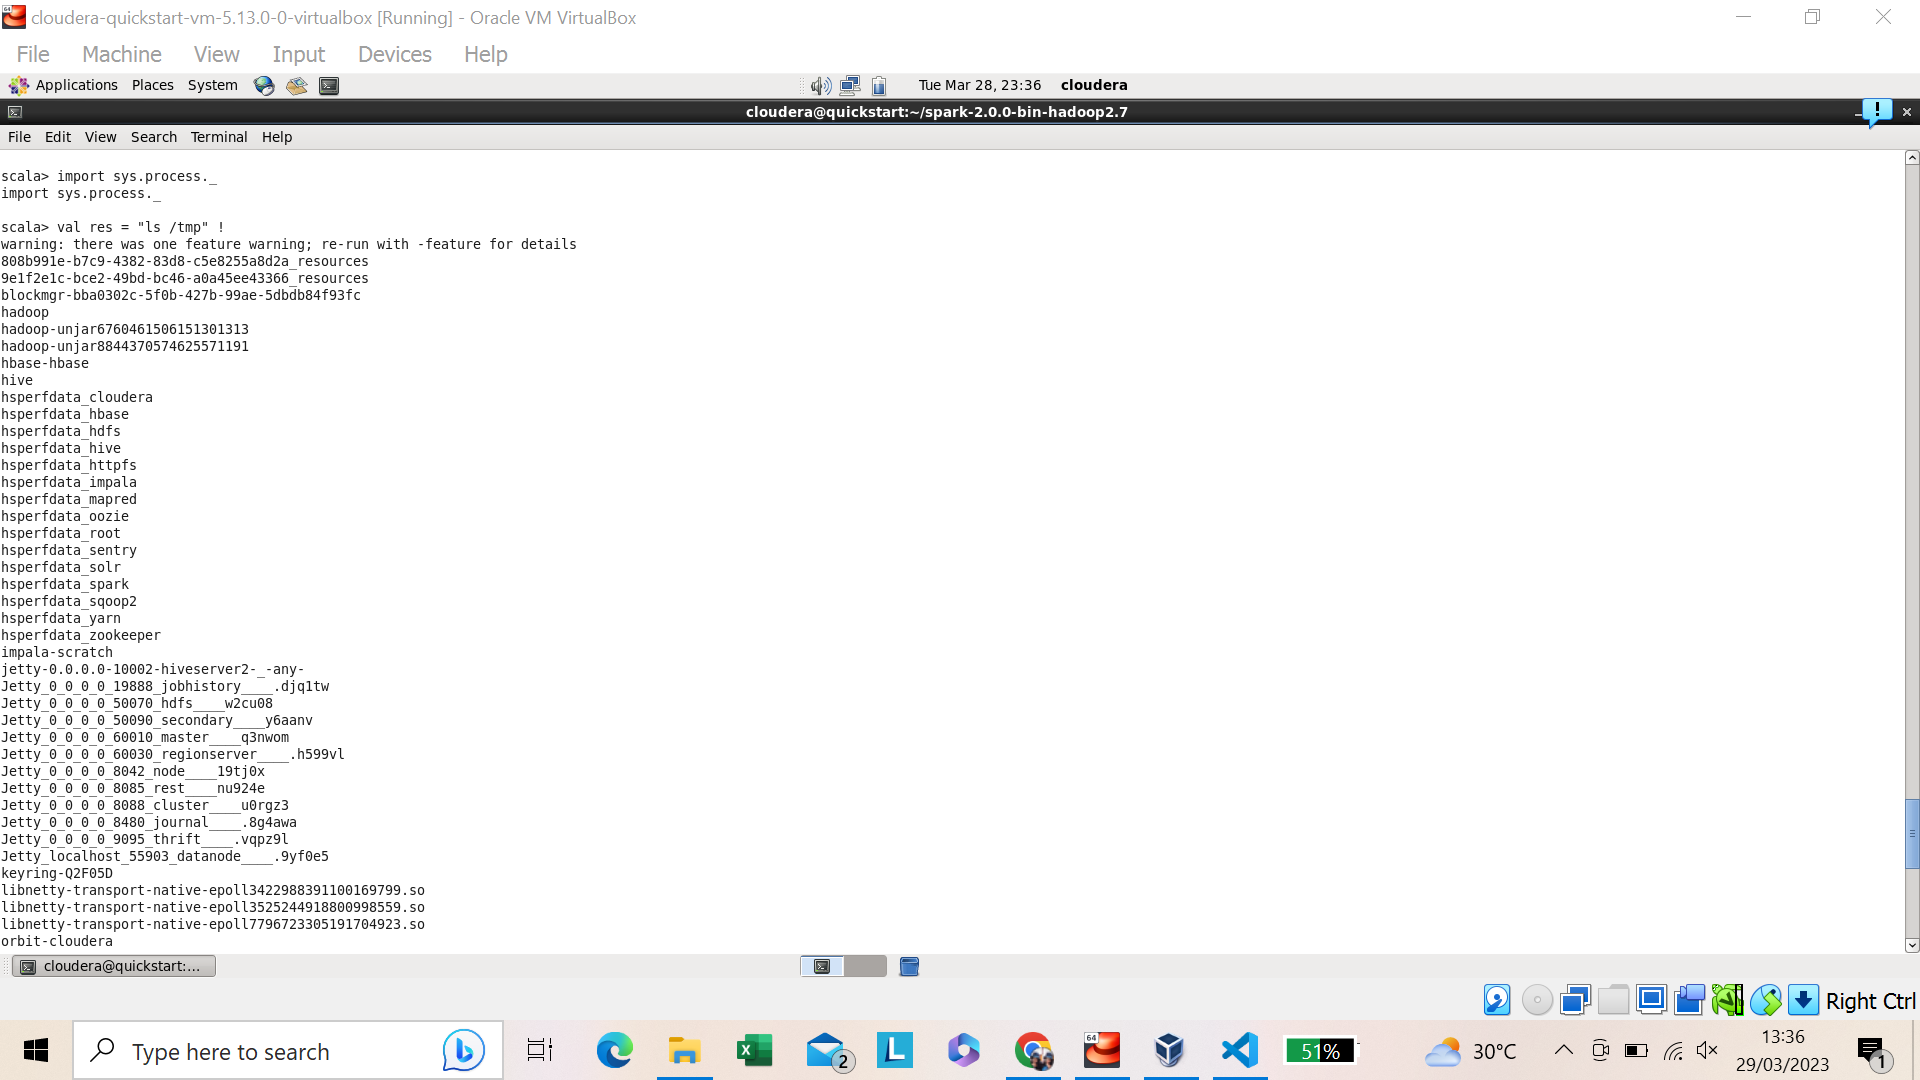 cloudera-quickstart-vm-5.13.0-0-virtualbox [Running] - Oracle VM VirtualBox
File Machine View Input Devices Help
Applications Places System Tue Mar 28, 23:36 cloudera
cloudera@quickstart:~/spark-2.0.0-bin-hadoop2.7
File Edit View Search Terminal Help
scala> import sys.process._
import sys.process._
scala> val res = "ls /tmp" !
warning: there was one feature warning; re-run with -feature for details
808b991e-b7c9-4382-83d8-c5e8255a8d2a_resources
9e1f2e1c-bce2-49bd-bc46-a0a45ee43366_resources
blockmgr-bba0302c-5f0b-427b-99ae-5dbdb84f93fc
hadoop
hadoop-unjar6760461506151301313
hadoop-unjar8844370574625571191
hbase-hbase
hive
hsperfdata_cloudera
hsperfdata_hbase
hsperfdata_hdfs
hsperfdata_hive
hsperfdata_httpfs
hsperfdata_impala
hsperfdata_mapred
hsperfdata_oozie
hsperfdata_root
hsperfdata_sentry
hsperfdata_solr
hsperfdata_spark
hsperfdata_sqoop2
hsperfdata_yarn
hsperfdata_zookeeper
impala-scratch
jetty-0.0.0.0-10002-hiveserver2-_-any-
Jetty_0_0_0_0_19888_jobhistory____.djq1tw
Jetty_0_0_0_0_50070_hdfs____w2cu08
Jetty_0_0_0_0_50090_secondary____y6aanv
Jetty_0_0_0_0_60010_master____q3nwom
Jetty_0_0_0_0_60030_regionserver____.h599vl
Jetty_0_0_0_0_8042_node____19tj0x
Jetty_0_0_0_0_8085_rest____nu924e
Jetty_0_0_0_0_8088_cluster____u0rgz3
Jetty_0_0_0_0_8480_journal____.8g4awa
Jetty_0_0_0_0_9095_thrift____.vqpz9l
Jetty_localhost_55903_datanode____.9yf0e5
keyring-Q2F05D
libnetty-transport-native-epoll3422988391100169799.so
libnetty-transport-native-epoll3525244918800998559.so
libnetty-transport-native-epoll7796723305191704923.so
orbit-cloudera
cloudera@quickstart:...
Right Ctrl
Type here to search
2
64
51%
30°C
13:36
29/03/2023
1